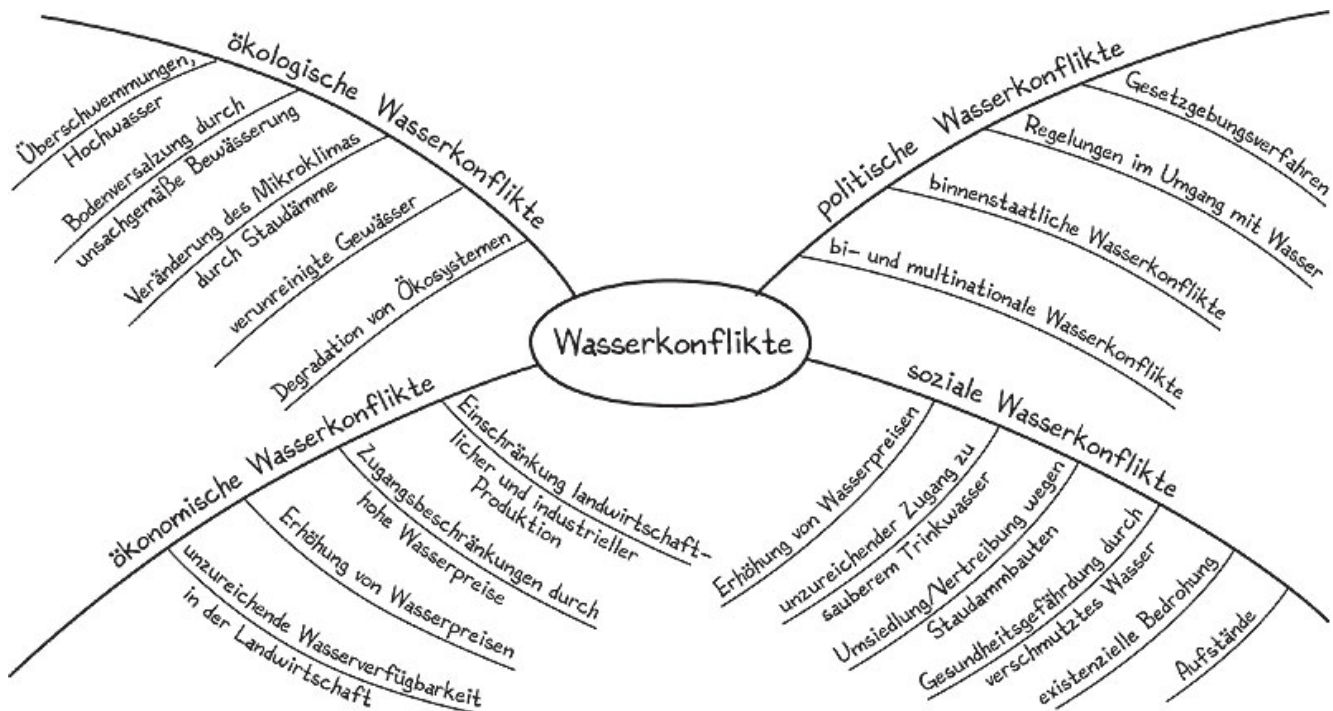 Wasserkonflikte
ökologische Wasserkonflikte
Überschwemmungen,
Hochwasser
Bodenversalzung durch
unsachgemäße Bewässerung
Veränderung des Mikroklimas
durch Staudämme
verunreinigte Gewässer
Degradation von Ökosystemen
politische Wasserkonflikte
Gesetzgebungsverfahren
Regelungen im Umgang mit Wasser
binnenstaatliche Wasserkonflikte
bi- und multinationale Wasserkonflikte
ökonomische Wasserkonflikte
Einschränkung landwirtschaft-
licher und industrieller
Produktion
Zugangsbeschränkungen durch
hohe Wasserpreise
Erhöhung von Wasserpreisen
unzureichende Wasserverfügbarkeit
in der Landwirtschaft
soziale Wasserkonflikte
Erhöhung von Wasserpreisen
unzureichender Zugang zu
sauberem Trinkwasser
Umsiedlung/Vertreibung wegen
Staudammbauten
Gesundheitsgefährdung durch
verschmutztes Wasser
existenzielle Bedrohung
Aufstände